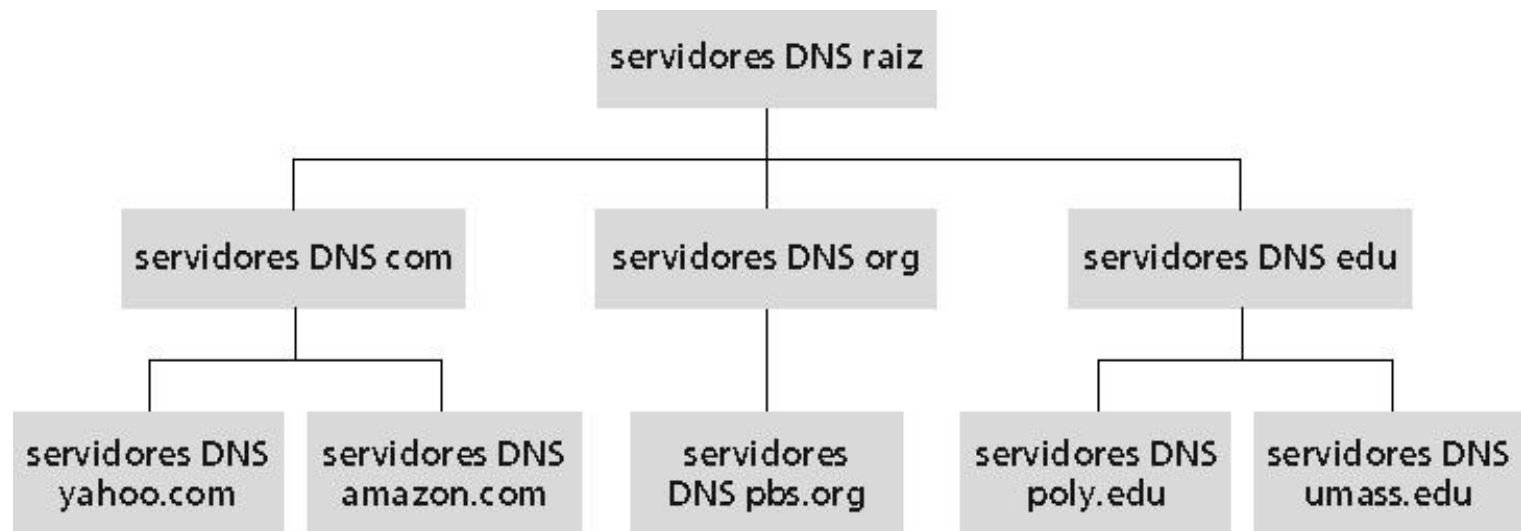 servidores DNS raiz
servidores DNS com
servidores DNS org
servidores DNS edu
servidores DNS
yahoo.com
servidores DNS
amazon.com
servidores
DNS pbs.org
servidores DNS
poly.edu
servidores DNS
umass.edu